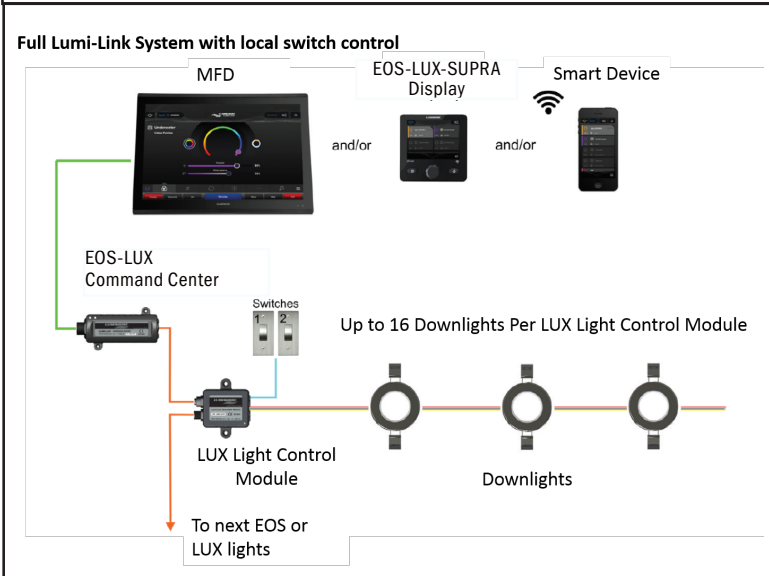 Full Lumi-Link System with local switch control
MFD
EOS-LUX-SUPRA
Display
Smart Device
and/or
and/or
EOS-LUX
Command Center
Switches
1
2
Up to 16 Downlights Per LUX Light Control Module
LUX Light Control
Module
Downlights
To next EOS or
LUX lights